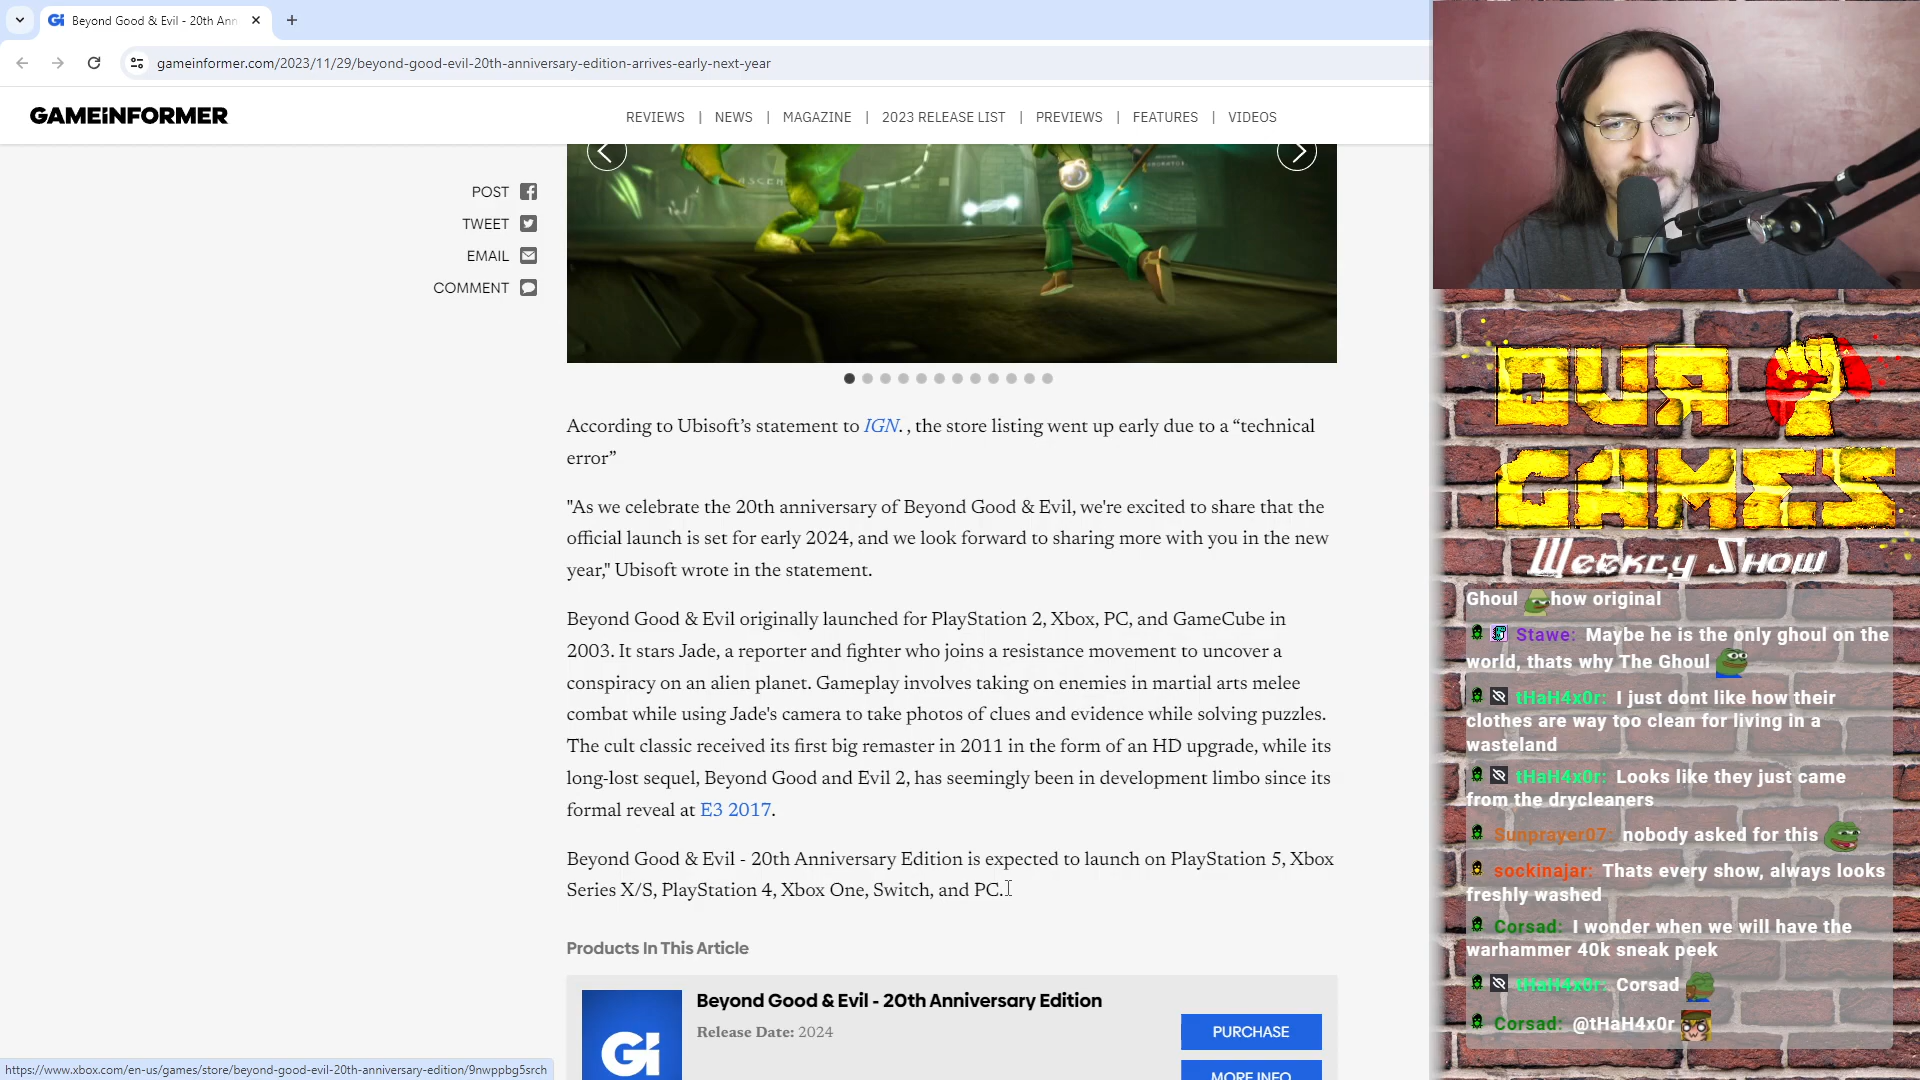 Beyond Good & Evil - 20th Ann
gameinformer.com/2023/11/29/beyond-good-evil-20th-anniversary-edition-arrives-early-next-year
GAMEINFORMER
REVIEWS | NEWS | MAGAZINE | 2023 RELEASE LIST | PREVIEWS | FEATURES | VIDEOS
POST
TWEET
EMAIL
COMMENT
According to Ubisoft’s statement to IGN. , the store listing went up early due to a “technical
error”
"As we celebrate the 20th anniversary of Beyond Good & Evil, we're excited to share that the
official launch is set for early 2024, and we look forward to sharing more with you in the new
year," Ubisoft wrote in the statement.
Beyond Good & Evil originally launched for PlayStation 2, Xbox, PC, and GameCube in
2003. It stars Jade, a reporter and fighter who joins a resistance movement to uncover a
conspiracy on an alien planet. Gameplay involves taking on enemies in martial arts melee
combat while using Jade's camera to take photos of clues and evidence while solving puzzles.
The cult classic received its first big remaster in 2011 in the form of an HD upgrade, while its
long-lost sequel, Beyond Good and Evil 2, has seemingly been in development limbo since its
formal reveal at E3 2017.
Beyond Good & Evil - 20th Anniversary Edition is expected to launch on PlayStation 5, Xbox
Series X/S, PlayStation 4, Xbox One, Switch, and PC.
Products In This Article
Gi
Beyond Good & Evil - 20th Anniversary Edition
Release Date: 2024
PURCHASE
MORE INFO
https://www.xbox.com/en-us/games/store/beyond-good-evil-20th-anniversary-edition/9nwppbg5srch
OUR
GAMES
Weekly Show
Ghoul how original
Stawe: Maybe he is the only ghoul on the
world, thats why The Ghoul
tHaH4x0r: I just dont like how their
clothes are way too clean for living in a
wasteland
tHaH4x0r: Looks like they just came
from the drycleaners
Sunprayer07: nobody asked for this
sockinajar: Thats every show, always looks
freshly washed
Corsad: I wonder when we will have the
warhammer 40k sneak peek
tHaH4x0r: Corsad
Corsad: @tHaH4x0r